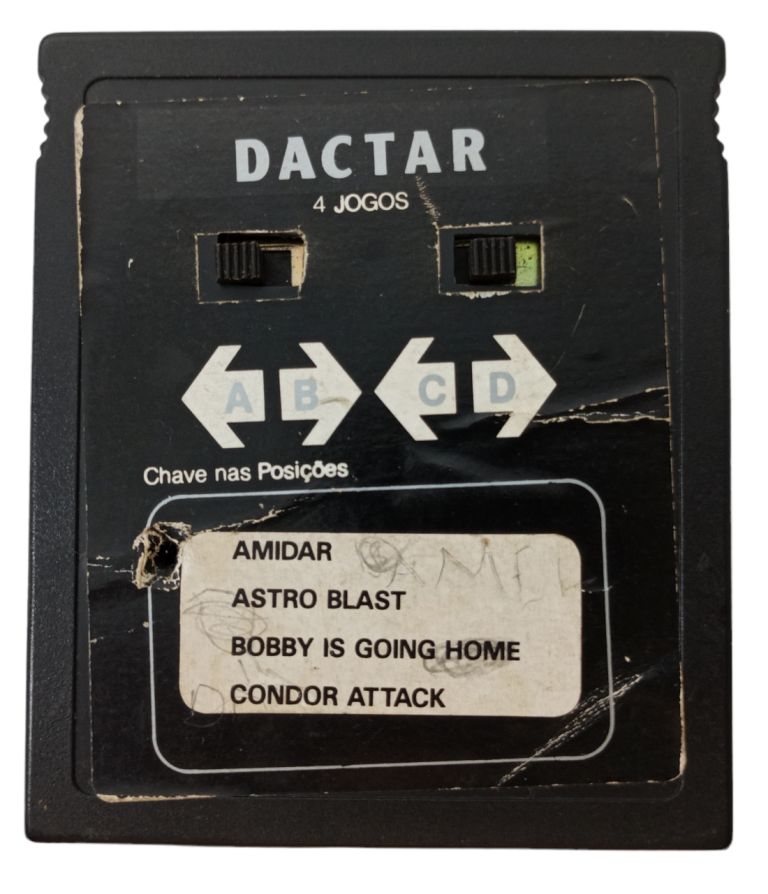 DACTAR
4 JOGOS
A B C D
Chave nas Posições
AMIDAR
ASTRO BLAST
BOBBY IS GOING HOME
CONDOR ATTACK